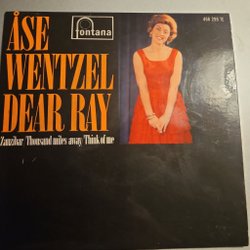 ÅSE
WENTZEL
DEAR RAY
fontana
Zanzibar Thousand miles away/Think of me